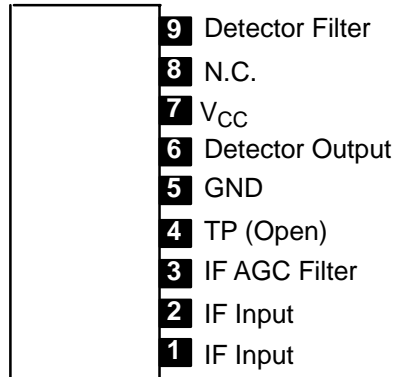 9 Detector Filter
8 N.C.
7 VCC
6 Detector Output
5 GND
4 TP (Open)
3 IF AGC Filter
2 IF Input
1 IF Input